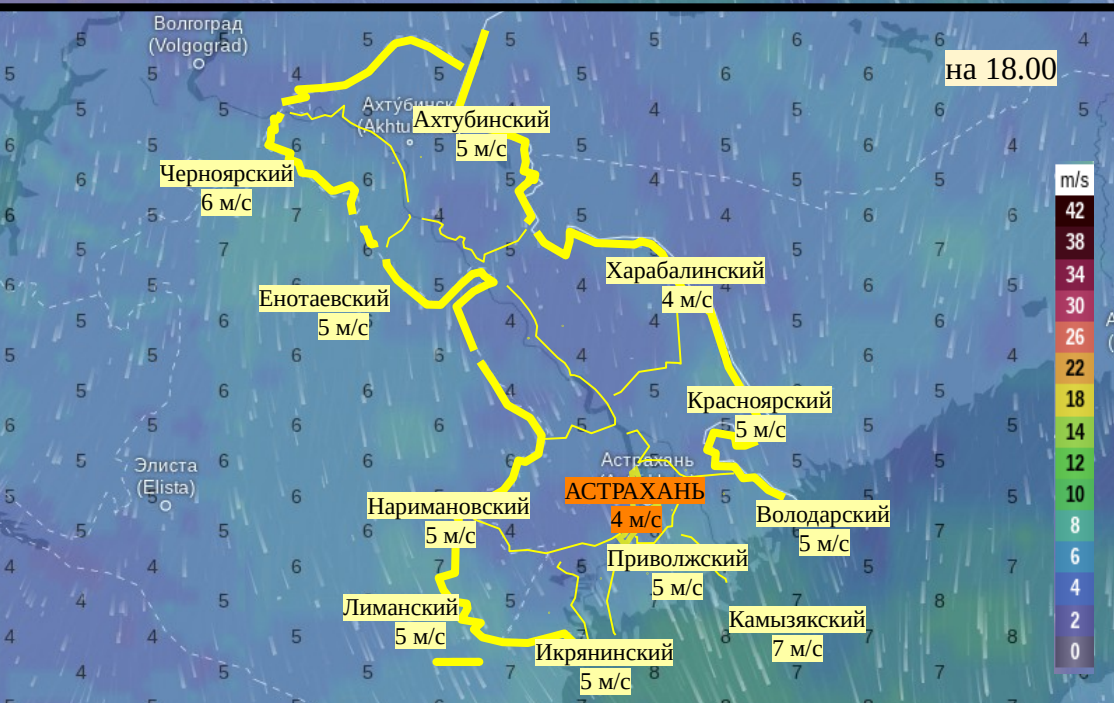 Волгоград
(Volgograd)
на 18.00
Ахтубинск
(Akhtu
Ахтубинский
5 м/с
Черноярский
6 м/с
m/s
42
38
34
30
26
22
18
14
12
10
8
6
4
2
0
Харабалинский
4 м/с
Енотаевский
5 м/с
Красноярский
5 м/с
Элиста
(Elista)
Астрахань
АСТРАХАНЬ
4 м/с
Наримановский
5 м/с
Володарский
5 м/с
Приволжский
5 м/с
Лиманский
5 м/с
Камызякский
7 м/с
Икрянинский
5 м/с